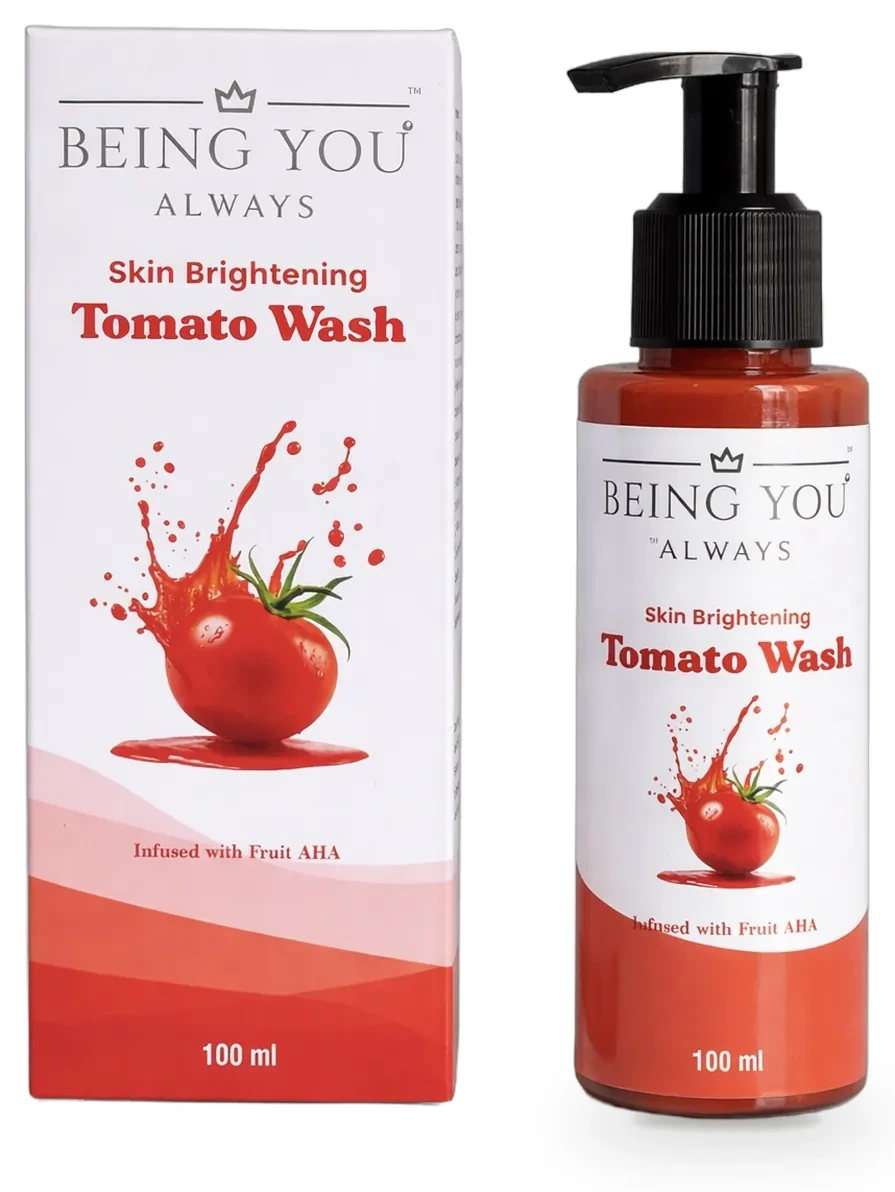 TM
BEING YOU
ALWAYS
Skin Brightening
Tomato Wash
Infused with Fruit AHA
100 ml
BEING YOU
ALWAYS
Skin Brightening
Tomato Wash
Infused with Fruit AHA
100 ml